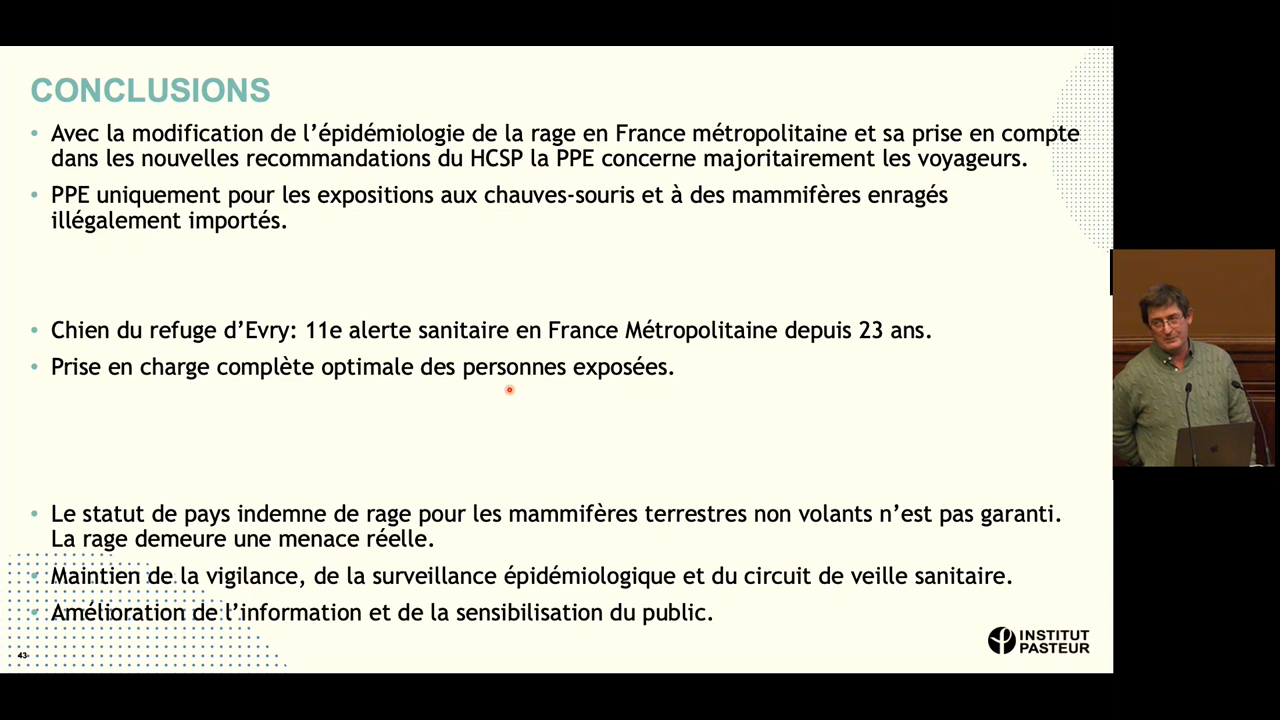 CONCLUSIONS
• Avec la modification de l’épidémiologie de la rage en France métropolitaine et sa prise en compte
dans les nouvelles recommandations du HCSP la PPE concerne majoritairement les voyageurs.
• PPE uniquement pour les expositions aux chauves-souris et à des mammifères enragés
illégalement importés.
• Chien du refuge d’Evry: 11e alerte sanitaire en France Métropolitaine depuis 23 ans.
• Prise en charge complète optimale des personnes exposées.
• Le statut de pays indemne de rage pour les mammifères terrestres non volants n’est pas garanti.
La rage demeure une menace réelle.
• Maintien de la vigilance, de la surveillance épidémiologique et du circuit de veille sanitaire.
• Amélioration de l’information et de la sensibilisation du public.
INSTITUT
PASTEUR
43